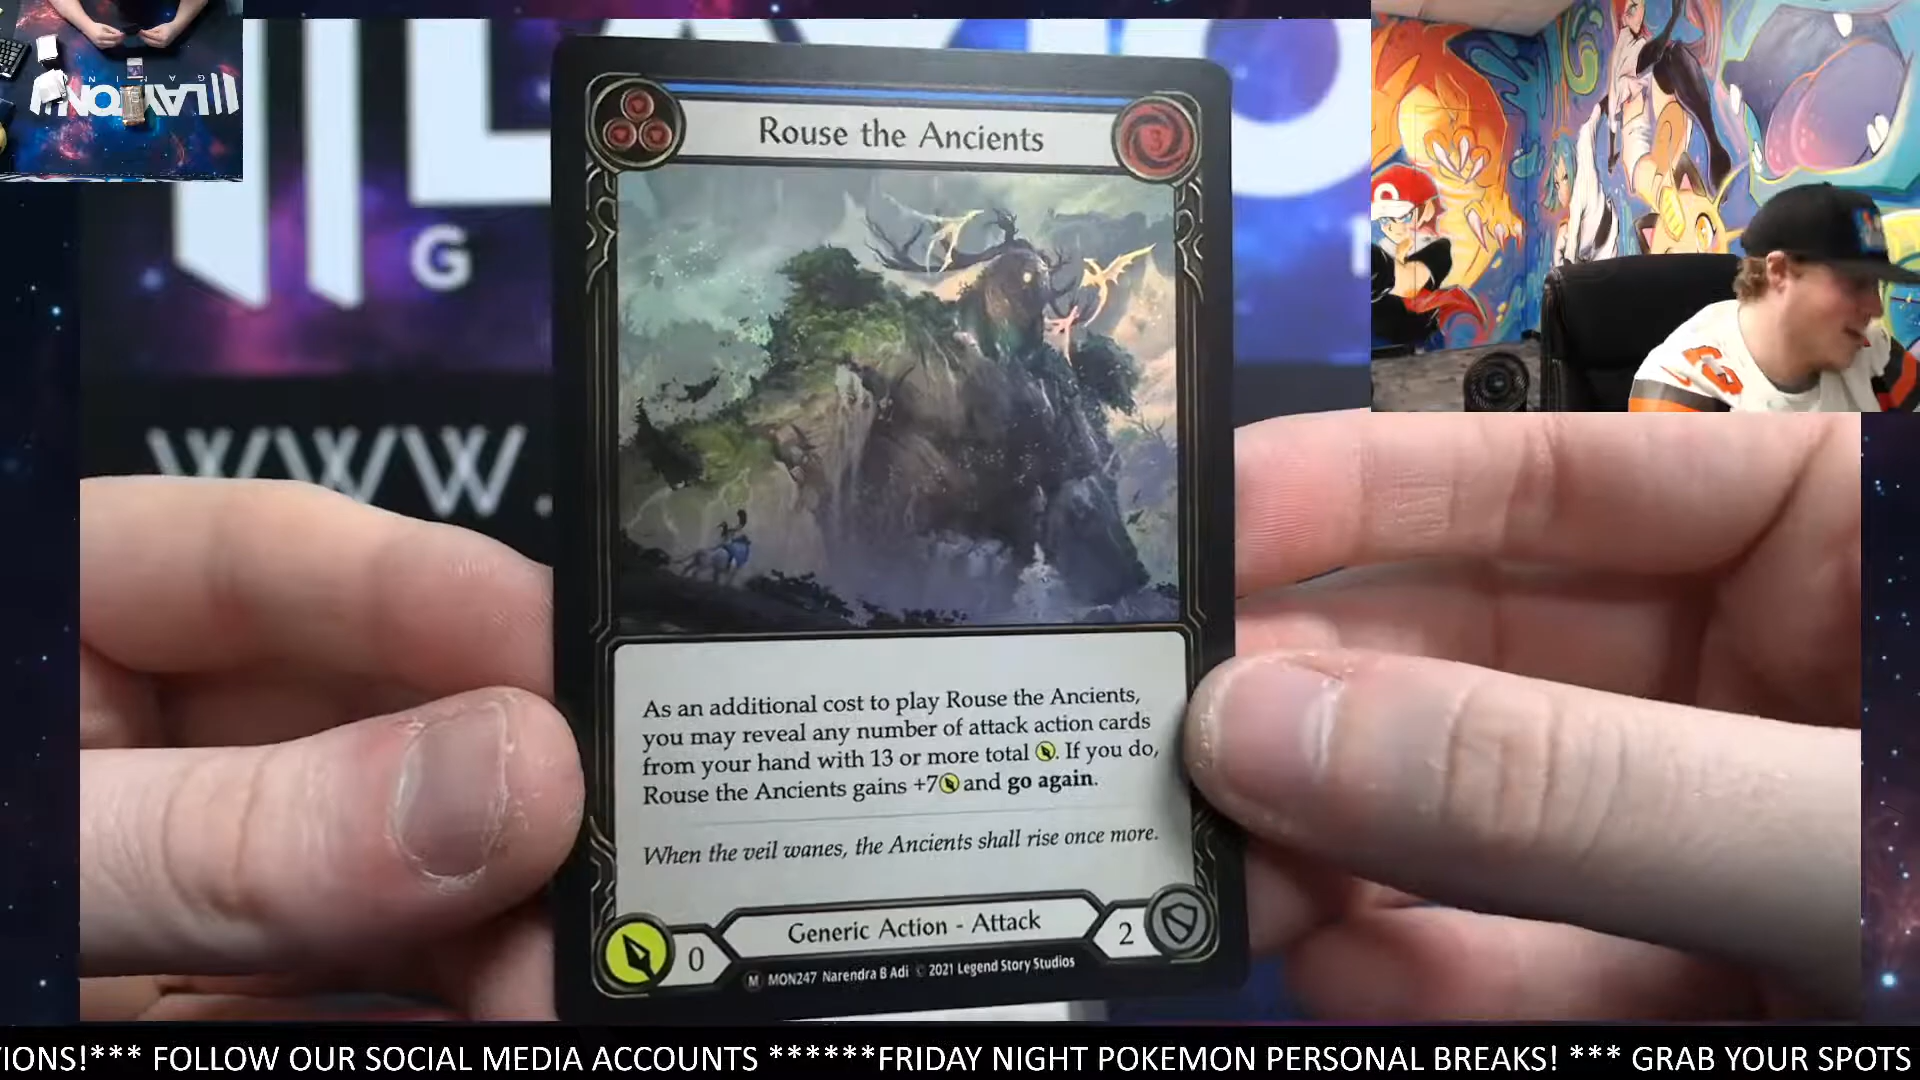 LAYTON
GAMING
G
WWW.
Rouse the Ancients
3
As an additional cost to play Rouse the Ancients,
you may reveal any number of attack action cards
from your hand with 13 or more total . If you do,
Rouse the Ancients gains +7 and go again.
When the veil wanes, the Ancients shall rise once more.
0
Generic Action - Attack
2
M MON247 Narendra B Adi © 2021 Legend Story Studios
IONS!*** FOLLOW OUR SOCIAL MEDIA ACCOUNTS ******FRIDAY NIGHT POKEMON PERSONAL BREAKS! *** GRAB YOUR SPOTS